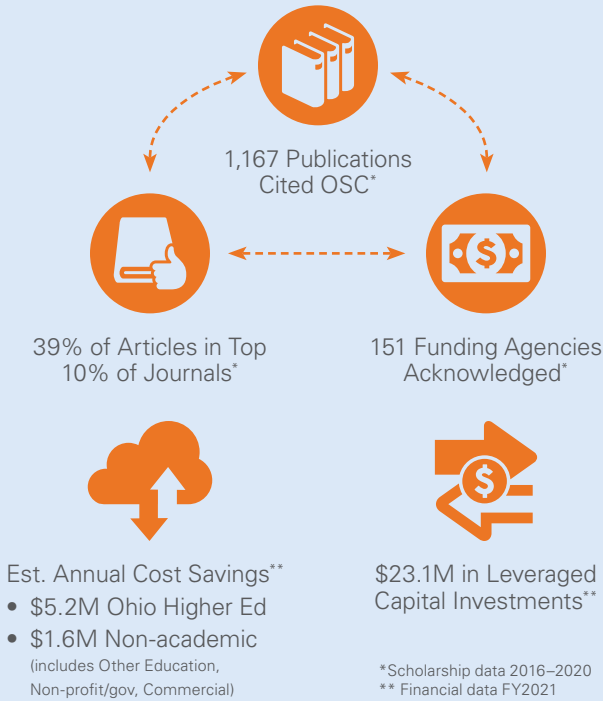 1,167 Publications
Cited OSC*
39% of Articles in Top
10% of Journals*
$
151 Funding Agencies
Acknowledged*
Est. Annual Cost Savings**
• $5.2M Ohio Higher Ed
• $1.6M Non-academic
(includes Other Education,
Non-profit/gov, Commercial)
$
$23.1M in Leveraged
Capital Investments**
*Scholarship data 2016–2020
** Financial data FY2021